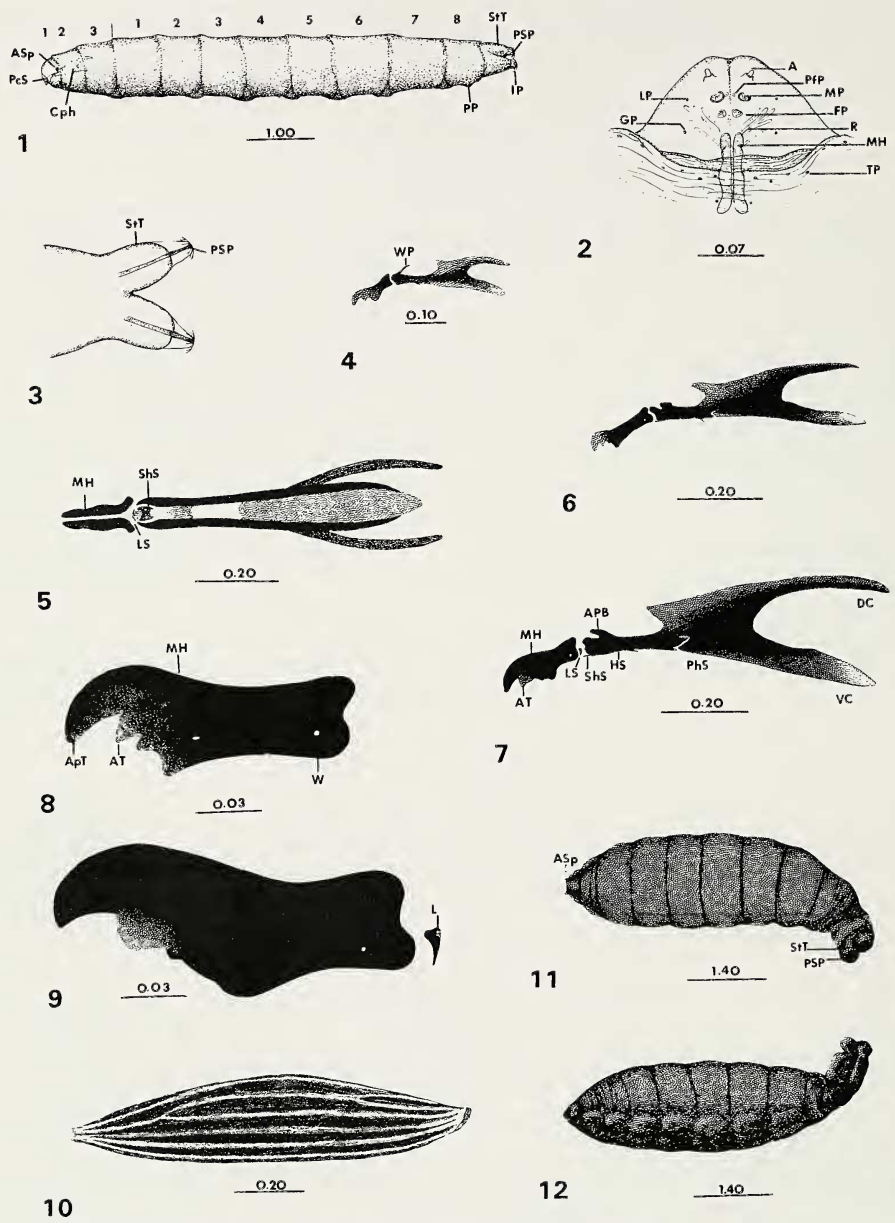 1 2 3 1 2 3 4 5 6 7 8 StT
ASp PSP
PcS Cph PP IP
1.00
1
A
PfP
LP MP
FP
GP R
MH
TP
2
0.07
StT
PSP
3
WP
0.10
4
0.20
6
MH ShS
LS
0.20
5
APB
MH DC
LS ShS HS PhS
AT VC
0.20
7
MH
ApT AT W
0.03
8
L
0.03
9
ASp
StT
PSP
1.40
11
0.20
10
1.40
12